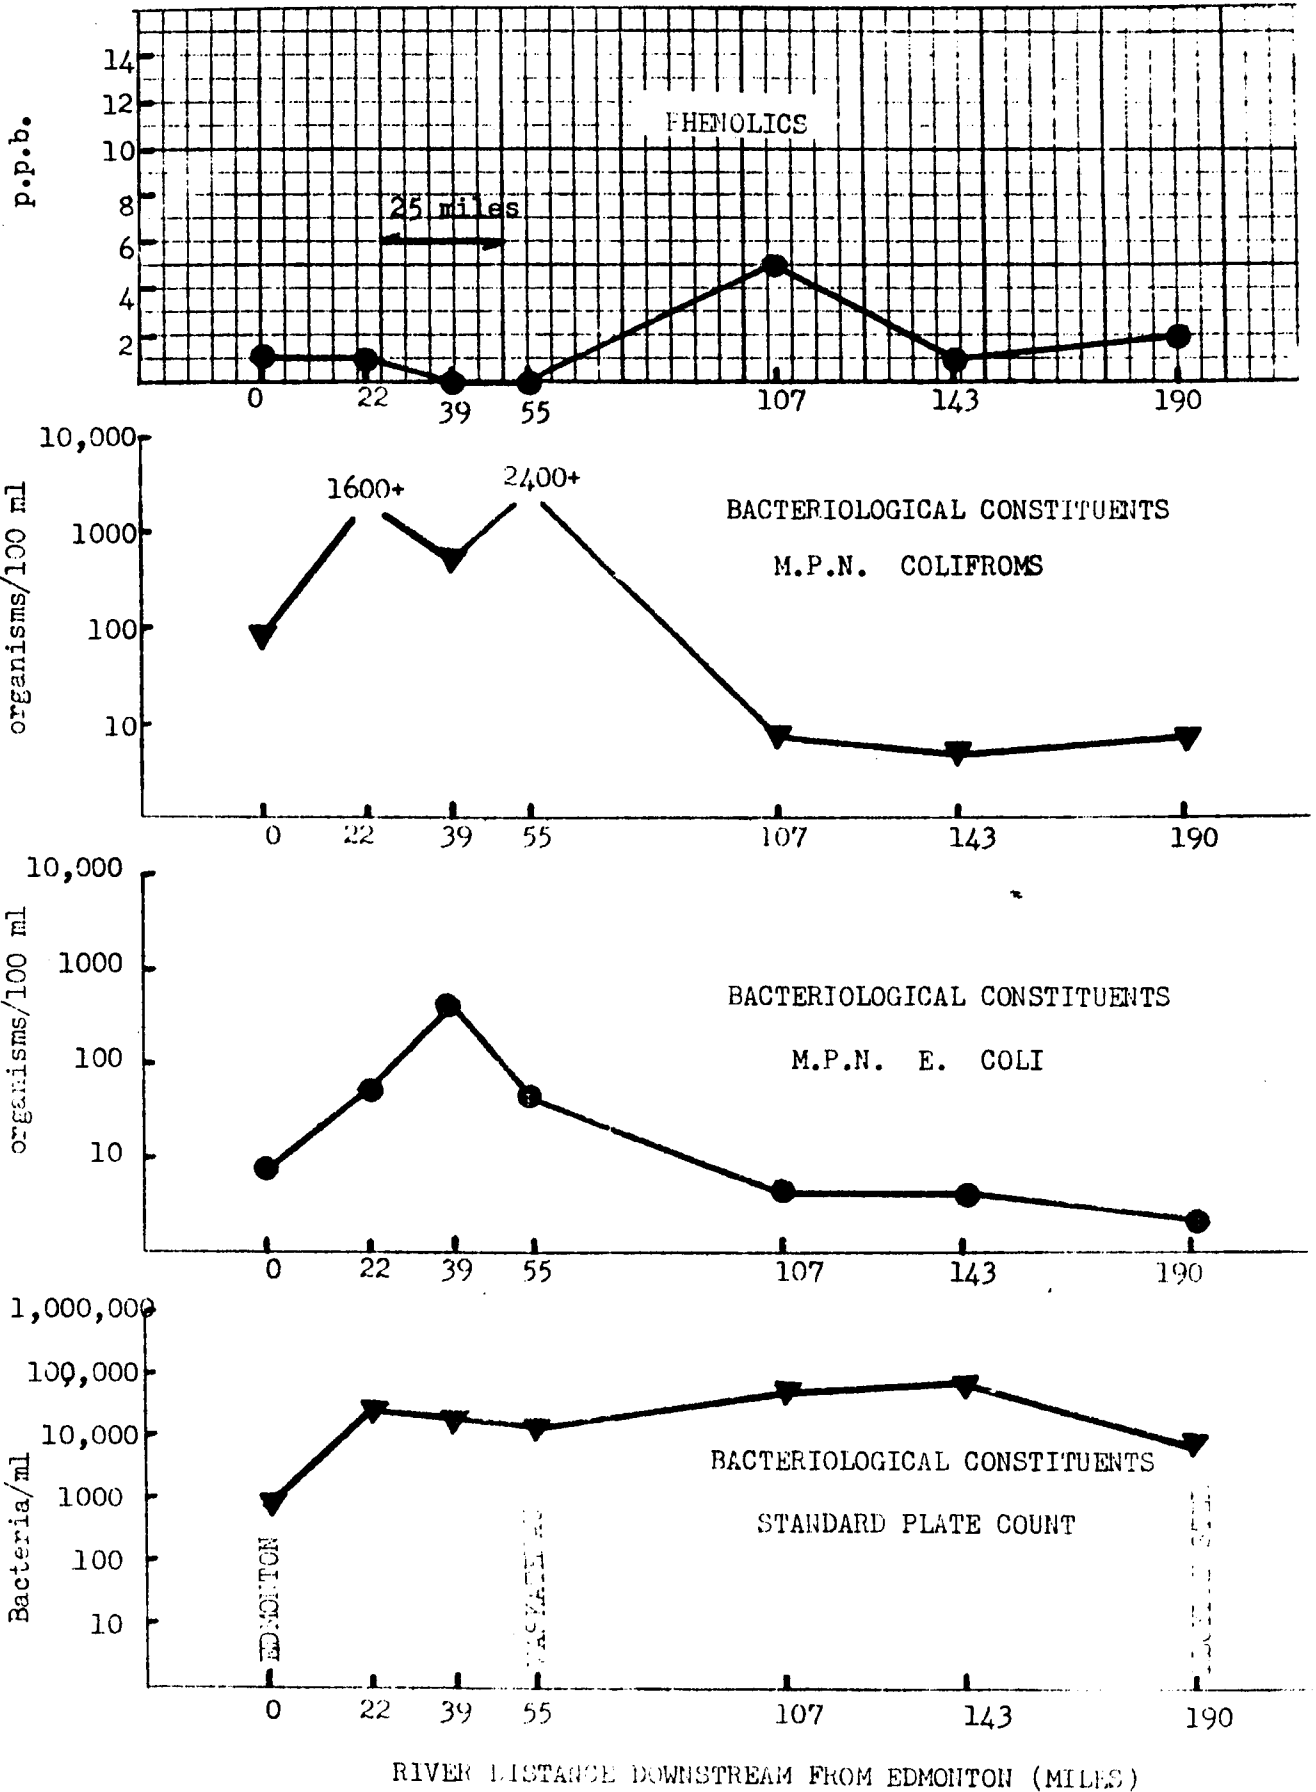 14
12
PHENOLICS
10
p.p.b.
8
25 miles
6
4
2
0 22 39 55 107 143 190
10,000
1600+ 2400+
BACTERIOLOGICAL CONSTITUENTS
1000
M.P.N. COLIFROMS
organisms/100 ml
100
10
0 22 39 55 107 143 190
10,000
1000
BACTERIOLOGICAL CONSTITUENTS
organisms/100 ml
100
M.P.N. E. COLI
10
0 22 39 55 107 143 190
1,000,000
100,000
10,000
BACTERIOLOGICAL CONSTITUENTS
Bacteria/ml
1000
STANDARD PLATE COUNT
100
EDMONTON
10
0 22 39 55 107 143 190
RIVER DISTANCE DOWNSTREAM FROM EDMONTON (MILES)